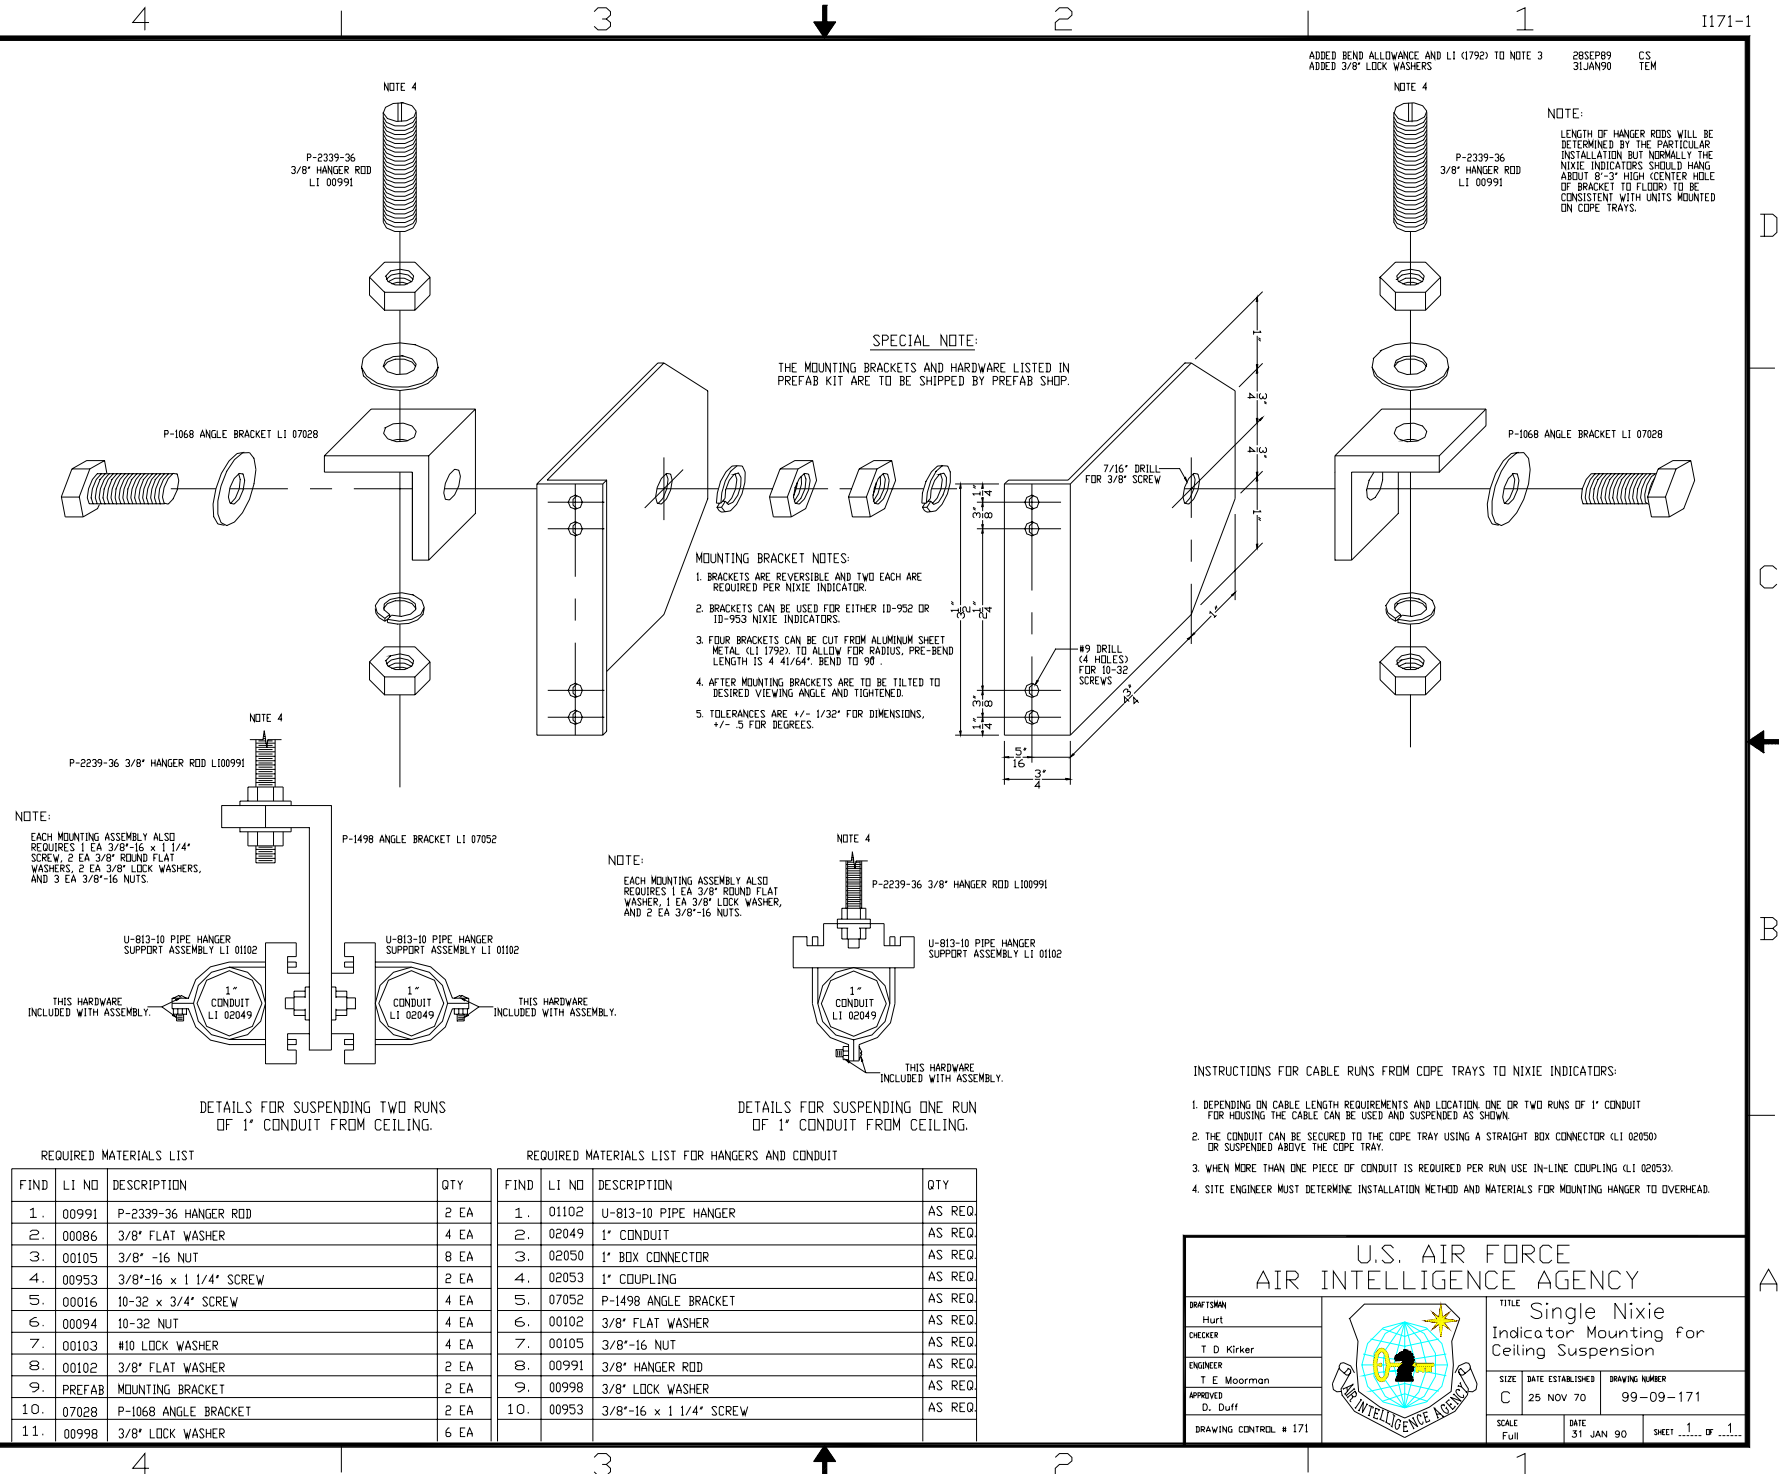 4
3
2
1
I171-1
ADDED BEND ALLOWANCE AND LI (1792) TO NOTE 3 28SEP89 CS
ADDED 3/8" LOCK WASHERS 31JAN90 TEM
NOTE 4
P-2339-36
3/8" HANGER ROD
LI 00991
NOTE 4
P-2339-36
3/8" HANGER ROD
LI 00991
NOTE:
LENGTH OF HANGER RODS WILL BE
DETERMINED BY THE PARTICULAR
INSTALLATION BUT NORMALLY THE
NIXIE INDICATORS SHOULD HANG
ABOUT 8'-3" HIGH (CENTER HOLE
OF BRACKET TO FLOOR) TO BE
CONSISTENT WITH UNITS MOUNTED
ON COPE TRAYS.
D
SPECIAL NOTE:
THE MOUNTING BRACKETS AND HARDWARE LISTED IN
PREFAB KIT ARE TO BE SHIPPED BY PREFAB SHOP.
P-1068 ANGLE BRACKET LI 07028
P-1068 ANGLE BRACKET LI 07028
1"
3"
4
3"
4
1"
7/16" DRILL
FOR 3/8" SCREW
1"
4
3"
8
3 1"
2
2 1"
4
3"
8
1"
4
1"
4 3"
4
#9 DRILL
(4 HOLES)
FOR 10-32
SCREWS
5"
16
3"
4
C
MOUNTING BRACKET NOTES:
1. BRACKETS ARE REVERSIBLE AND TWO EACH ARE
REQUIRED PER NIXIE INDICATOR.
2. BRACKETS CAN BE USED FOR EITHER ID-952 OR
ID-953 NIXIE INDICATORS.
3. FOUR BRACKETS CAN BE CUT FROM ALUMINUM SHEET
METAL (LI 1792). TO ALLOW FOR RADIUS, PRE-BEND
LENGTH IS 4 41/64". BEND TO 90°.
4. AFTER MOUNTING BRACKETS ARE TO BE TILTED TO
DESIRED VIEWING ANGLE AND TIGHTENED.
5. TOLERANCES ARE +/- 1/32" FOR DIMENSIONS,
+/- .5 FOR DEGREES.
NOTE 4
P-2239-36 3/8" HANGER ROD LI00991
NOTE:
EACH MOUNTING ASSEMBLY ALSO
REQUIRES 1 EA 3/8"-16 x 1 1/4"
SCREW, 2 EA 3/8" ROUND FLAT
WASHERS, 2 EA 3/8" LOCK WASHERS,
AND 3 EA 3/8"-16 NUTS.
P-1498 ANGLE BRACKET LI 07052
U-813-10 PIPE HANGER
SUPPORT ASSEMBLY LI 01102
U-813-10 PIPE HANGER
SUPPORT ASSEMBLY LI 01102
1"
CONDUIT
LI 02049
1"
CONDUIT
LI 02049
THIS HARDWARE
INCLUDED WITH ASSEMBLY.
THIS HARDWARE
INCLUDED WITH ASSEMBLY.
DETAILS FOR SUSPENDING TWO RUNS
OF 1" CONDUIT FROM CEILING.
NOTE 4
NOTE:
EACH MOUNTING ASSEMBLY ALSO
REQUIRES 1 EA 3/8" ROUND FLAT
WASHER, 1 EA 3/8" LOCK WASHER,
AND 2 EA 3/8"-16 NUTS.
P-2239-36 3/8" HANGER ROD LI00991
U-813-10 PIPE HANGER
SUPPORT ASSEMBLY LI 01102
1"
CONDUIT
LI 02049
THIS HARDWARE
INCLUDED WITH ASSEMBLY.
DETAILS FOR SUSPENDING ONE RUN
OF 1" CONDUIT FROM CEILING.
B
INSTRUCTIONS FOR CABLE RUNS FROM COPE TRAYS TO NIXIE INDICATORS:
1. DEPENDING ON CABLE LENGTH REQUIREMENTS AND LOCATION, ONE OR TWO RUNS OF 1" CONDUIT
FOR HOUSING THE CABLE CAN BE USED AND SUSPENDED AS SHOWN.
2. THE CONDUIT CAN BE SECURED TO THE COPE TRAY USING A STRAIGHT BOX CONNECTOR (LI 02050)
OR SUSPENDED ABOVE THE COPE TRAY.
3. WHEN MORE THAN ONE PIECE OF CONDUIT IS REQUIRED PER RUN USE IN-LINE COUPLING (LI 02053).
4. SITE ENGINEER MUST DETERMINE INSTALLATION METHOD AND MATERIALS FOR MOUNTING HANGER TO OVERHEAD.
REQUIRED MATERIALS LIST
FIND LI NO DESCRIPTION QTY
1. 00991 P-2339-36 HANGER ROD 2 EA
2. 00086 3/8" FLAT WASHER 4 EA
3. 00105 3/8" -16 NUT 8 EA
4. 00953 3/8"-16 x 1 1/4" SCREW 2 EA
5. 00016 10-32 x 3/4" SCREW 4 EA
6. 00094 10-32 NUT 4 EA
7. 00103 #10 LOCK WASHER 4 EA
8. 00102 3/8" FLAT WASHER 2 EA
9. PREFAB MOUNTING BRACKET 2 EA
10. 07028 P-1068 ANGLE BRACKET 2 EA
11. 00998 3/8" LOCK WASHER 6 EA
REQUIRED MATERIALS LIST FOR HANGERS AND CONDUIT
FIND LI NO DESCRIPTION QTY
1. 01102 U-813-10 PIPE HANGER AS REQ.
2. 02049 1" CONDUIT AS REQ.
3. 02050 1" BOX CONNECTOR AS REQ.
4. 02053 1" COUPLING AS REQ.
5. 07052 P-1498 ANGLE BRACKET AS REQ.
6. 00102 3/8" FLAT WASHER AS REQ.
7. 00105 3/8"-16 NUT AS REQ.
8. 00991 3/8" HANGER ROD AS REQ.
9. 00998 3/8" LOCK WASHER AS REQ.
10. 00953 3/8"-16 x 1 1/4" SCREW AS REQ.
A
U.S. AIR FORCE
AIR INTELLIGENCE AGENCY
DRAFTSMAN
Hurt
CHECKER
T D Kirker
ENGINEER
T E Moorman
APPROVED
D. Duff
DRAWING CONTROL # 171
AIR INTELLIGENCE AGENCY
TITLE Single Nixie
Indicator Mounting for
Ceiling Suspension
SIZE
C
DATE ESTABLISHED
25 NOV 70
DRAWING NUMBER
99-09-171
SCALE
Full
DATE
31 JAN 90
SHEET 1 OF 1
4
3
2
1